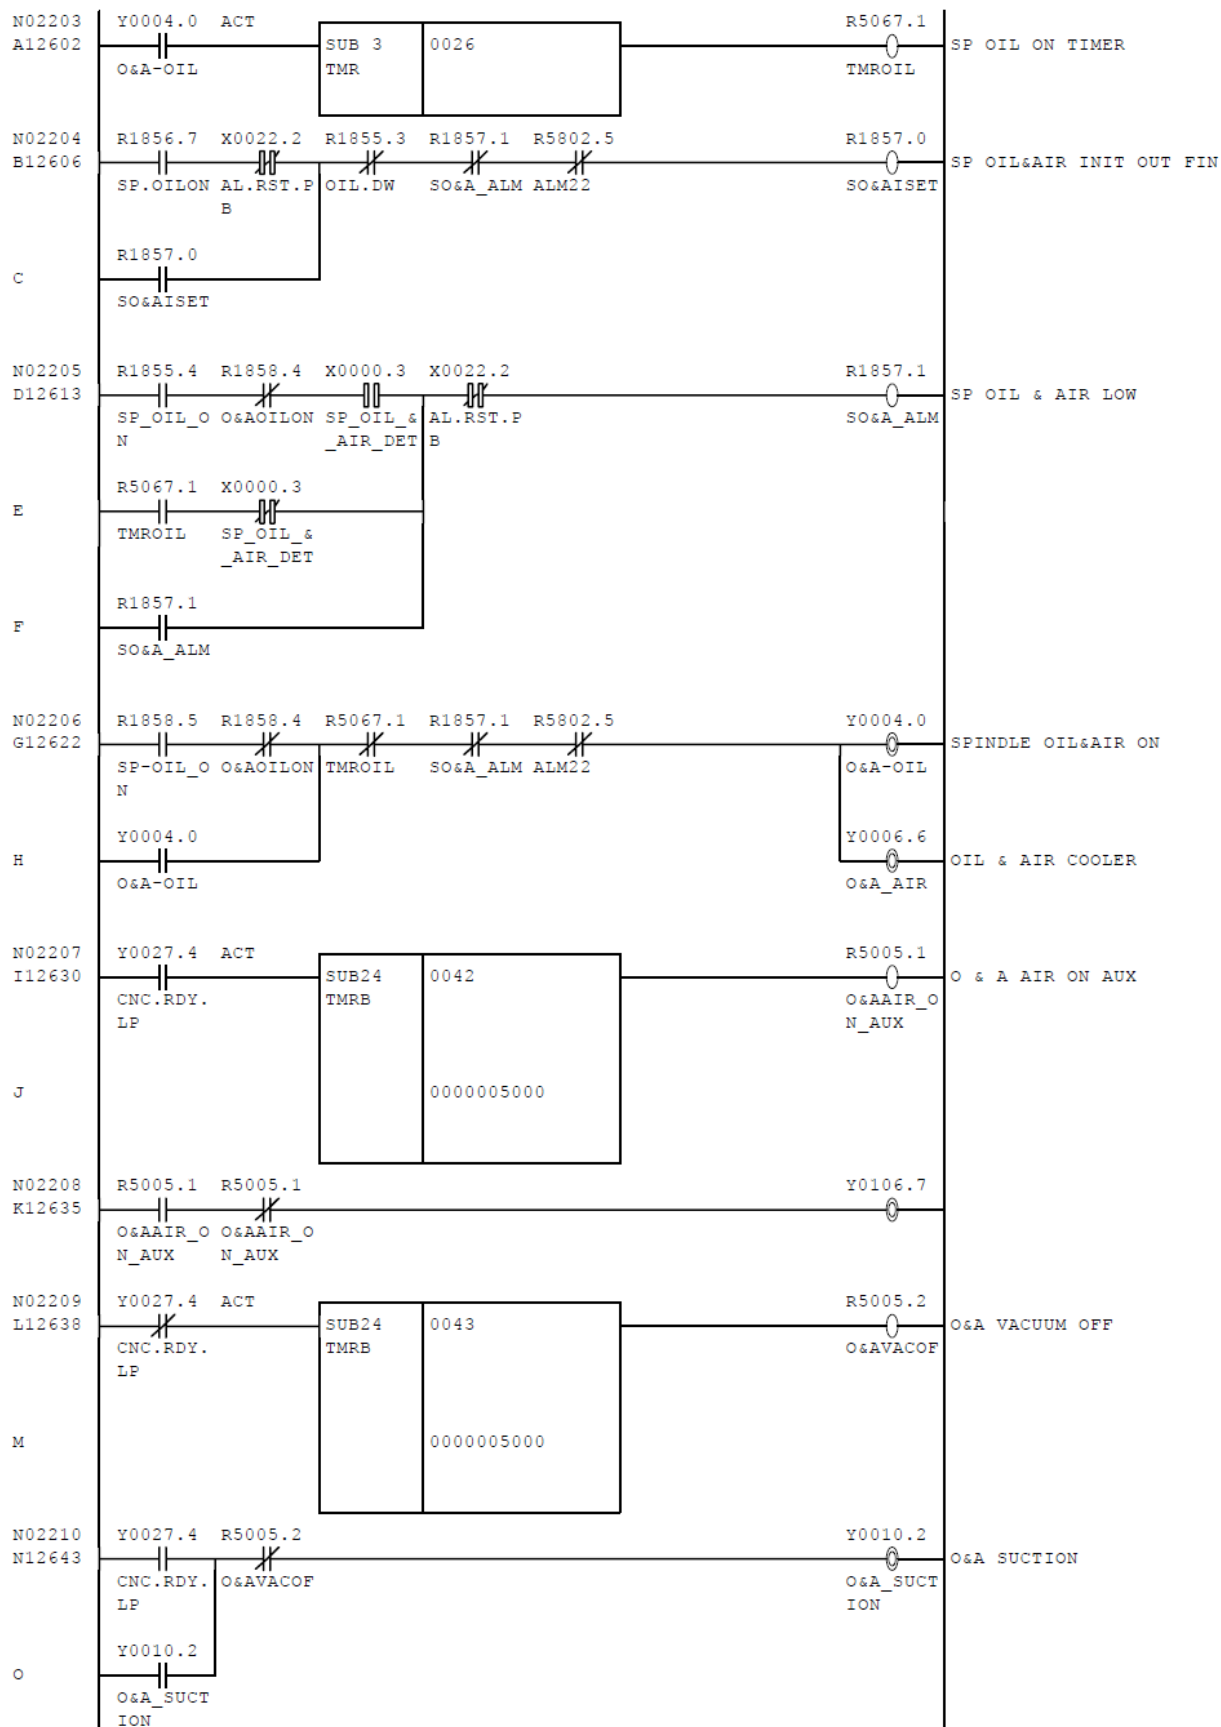 N02203 Y0004.0 ACT R5067.1
A12602 SUB 3 0026 SP OIL ON TIMER
O&A-OIL TMR TMROIL
N02204 R1856.7 X0022.2 R1855.3 R1857.1 R5802.5 R1857.0
B12606 SP OIL&AIR INIT OUT FIN
SP.OILON AL.RST.P OIL.DW SO&A_ALM ALM22 SO&AISET
B
R1857.0
C
SO&AISET
N02205 R1855.4 R1858.4 X0000.3 X0022.2 R1857.1
D12613 SP OIL & AIR LOW
SP_OIL_O O&AOILON SP_OIL_& AL.RST.P SO&A_ALM
N _AIR_DET B
R5067.1 X0000.3
E
TMROIL SP_OIL_&
_AIR_DET
R1857.1
F
SO&A_ALM
N02206 R1858.5 R1858.4 R5067.1 R1857.1 R5802.5 Y0004.0
G12622 SPINDLE OIL&AIR ON
SP-OIL_O O&AOILON TMROIL SO&A_ALM ALM22 O&A-OIL
N
Y0004.0 Y0006.6
H OIL & AIR COOLER
O&A-OIL O&A_AIR
N02207 Y0027.4 ACT R5005.1
I12630 SUB24 0042 O & A AIR ON AUX
CNC.RDY. TMRB O&AAIR_O
LP N_AUX
J 0000005000
N02208 R5005.1 R5005.1 Y0106.7
K12635
O&AAIR_O O&AAIR_O
N_AUX N_AUX
N02209 Y0027.4 ACT R5005.2
L12638 SUB24 0043 O&A VACUUM OFF
CNC.RDY. TMRB O&AVACOF
LP
M 0000005000
N02210 Y0027.4 R5005.2 Y0010.2
N12643 O&A SUCTION
CNC.RDY. O&AVACOF O&A_SUCT
LP ION
Y0010.2
O
O&A_SUCT
ION